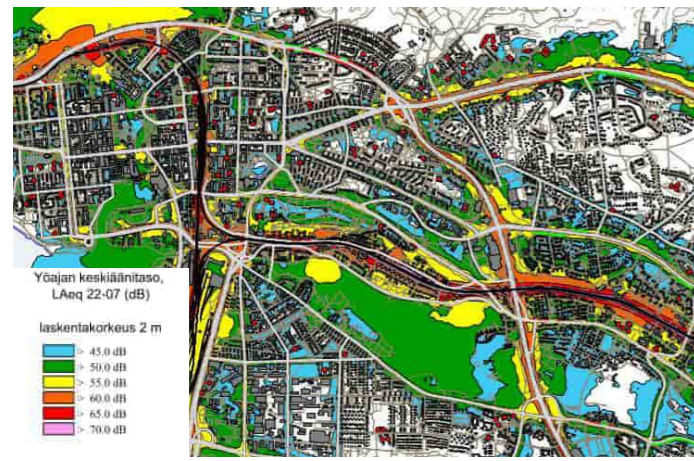 Yöajan keskiäänitaso,
LAeq 22-07 (dB)
laskentakorkeus 2 m
> 45.0 dB
> 50.0 dB
> 55.0 dB
> 60.0 dB
> 65.0 dB
> 70.0 dB